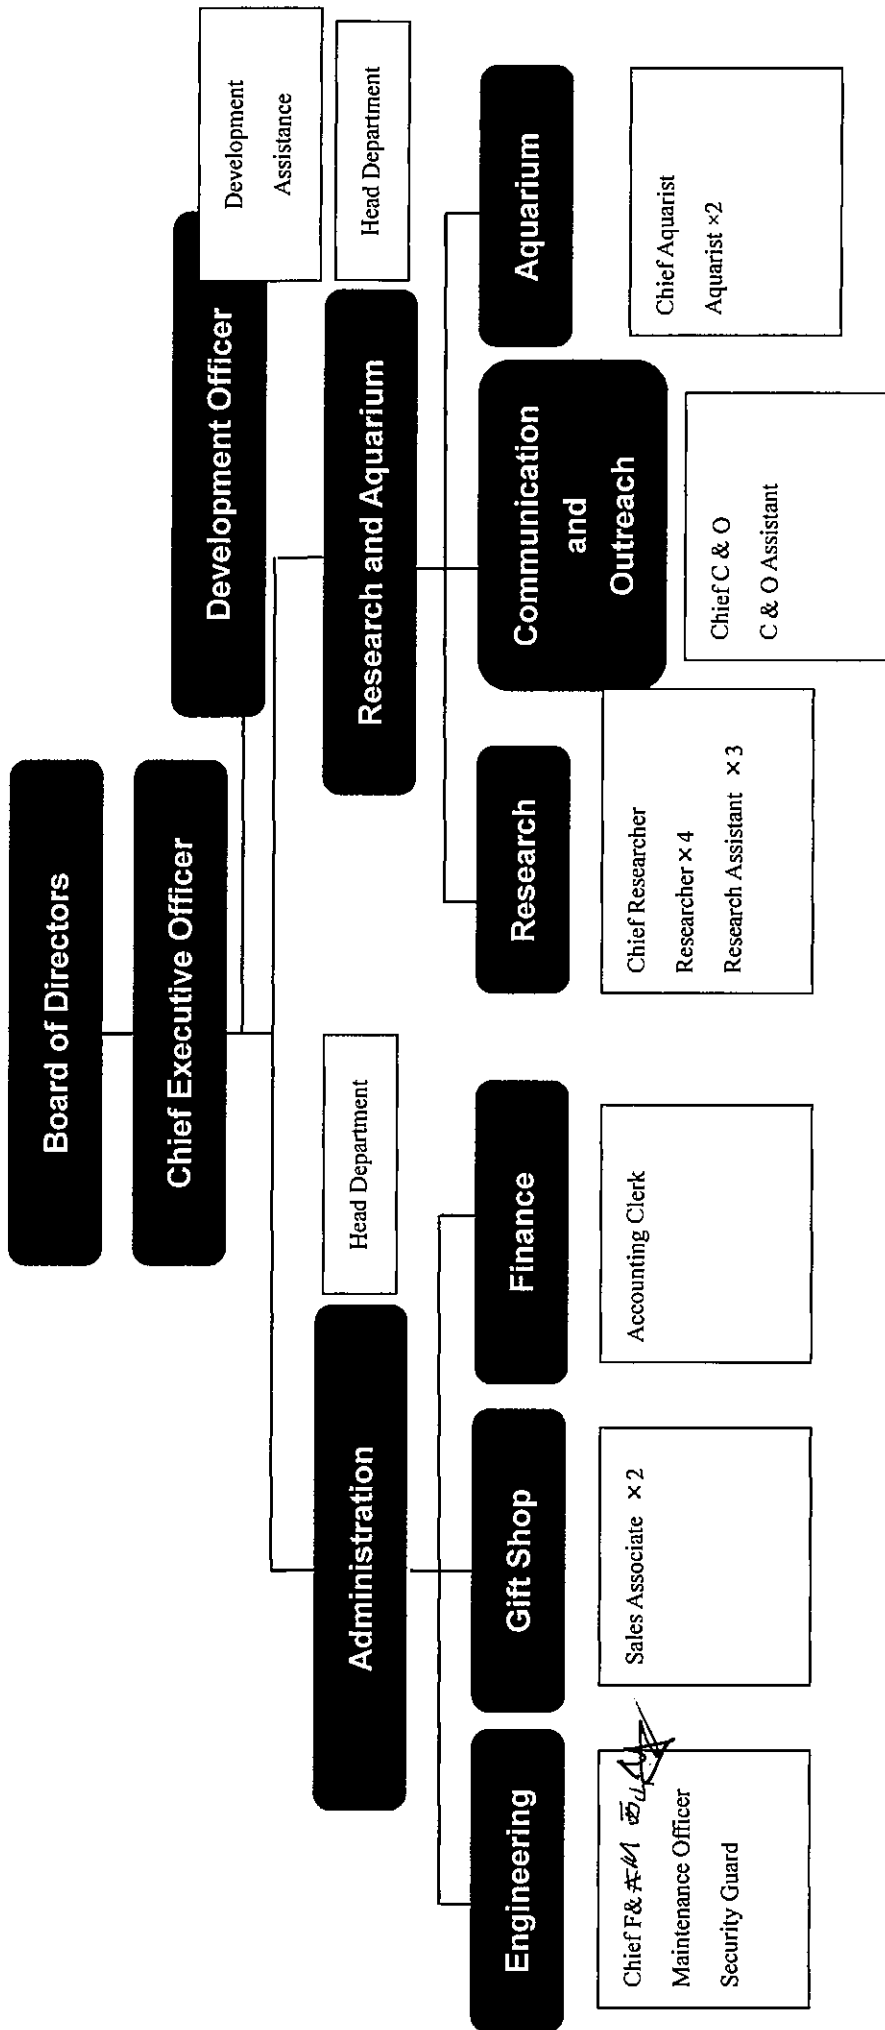 Board of Directors
Chief Executive Officer
Development Officer
Development
Assistance
Administration
Head Department
Research and Aquarium
Head Department
Engineering
Gift Shop
Finance
Research
Communication
and
Outreach
Aquarium
Chief F&
Maintenance Officer
Security Guard
Sales Associate ×2
Accounting Clerk
Chief Researcher
Researcher×4
Research Assistant ×3
Chief C & O
C & O Assistant
Chief Aquarist
Aquarist ×2